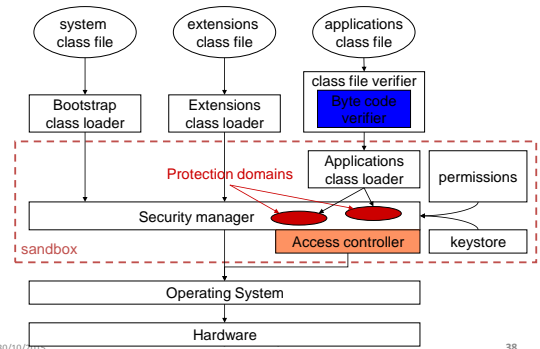 system
class file
extensions
class file
applications
class file
class file verifier
Byte code
verifier
Bootstrap
class loader
Extensions
class loader
Applications
class loader
permissions
Protection domains
Security manager
sandbox
Access controller
keystore
Operating System
Hardware
38